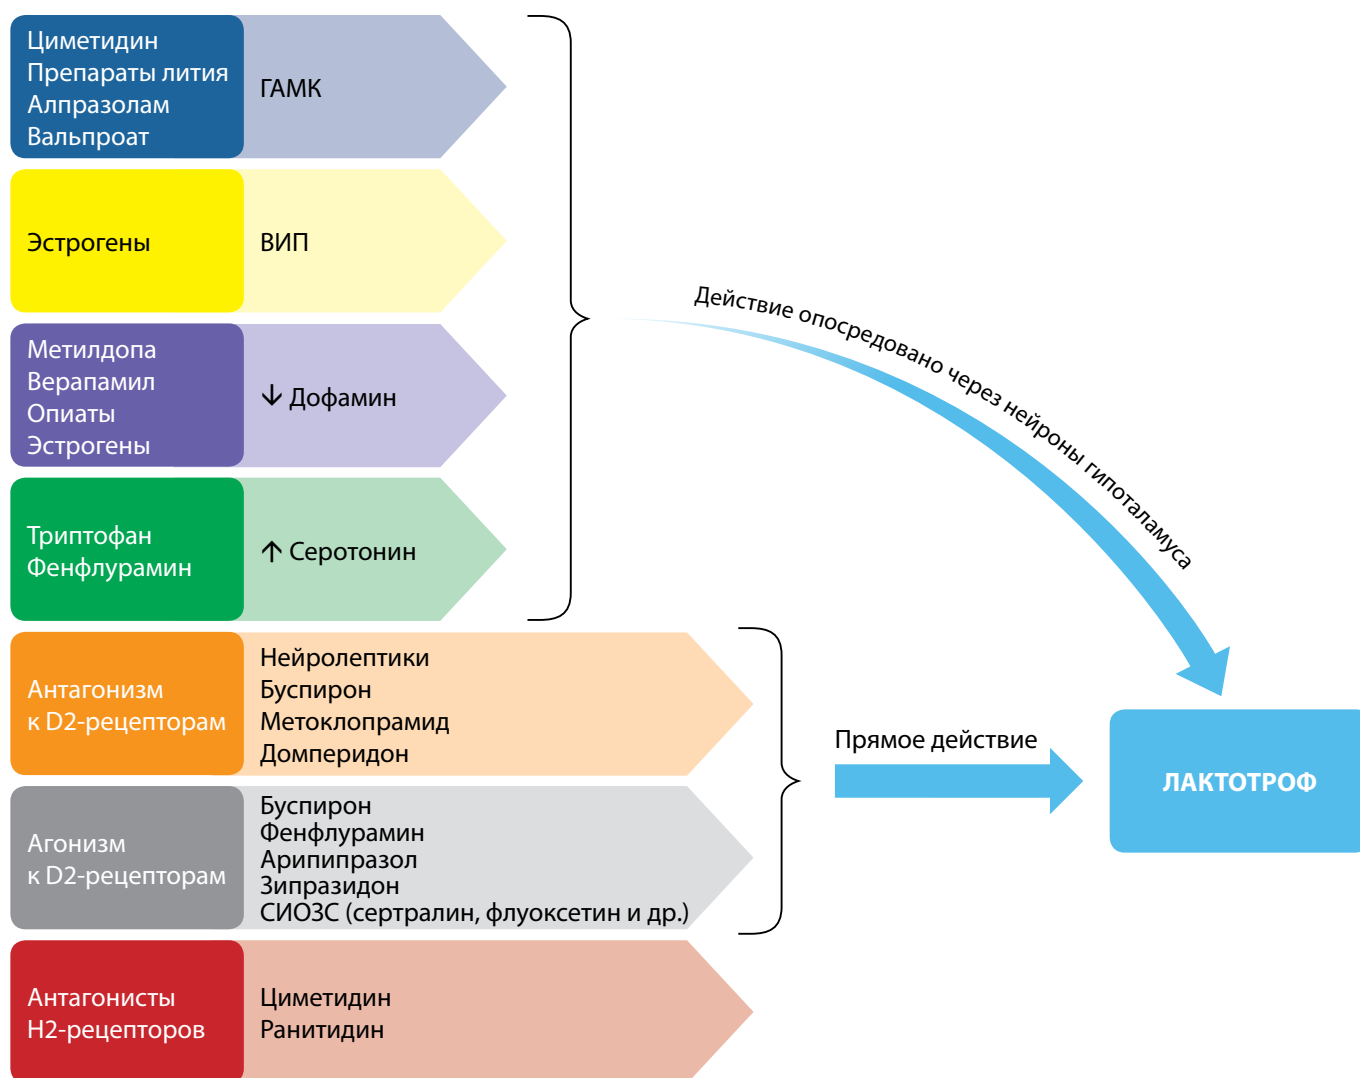 Циметидин
Препараты лития
Алпразолам
Вальпроат
ГАМК
Эстрогены
ВИП
Метилдопа
Верапамил
Опиаты
Эстрогены
↓ Дофамин
Триптофан
Фенфлурамин
↑ Серотонин
Действие опосредовано через нейроны гипоталамуса
Антагонизм
к D2-рецепторам
Нейролептики
Буспирон
Метоклопрамид
Домперидон
Прямое действие
ЛАКТОТРОФ
Агонизм
к D2-рецепторам
Буспирон
Фенфлурамин
Арипипразол
Зипразидон
СИОЗС (сертралин, флуоксетин и др.)
Антагонисты
Н2-рецепторов
Циметидин
Ранитидин